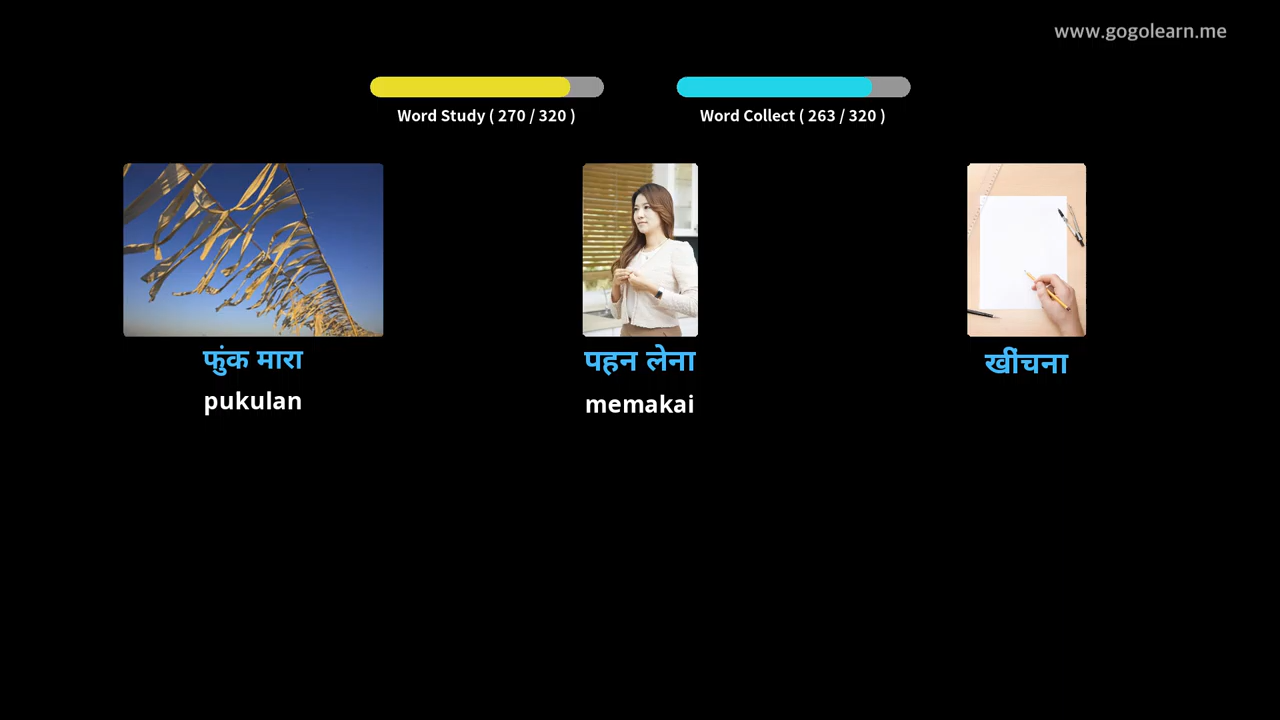 www.gogolearn.me
Word Study ( 270 / 320 )
Word Collect ( 263 / 320 )
फुंक मारा
पहन लेना
खींचना
pukulan
memakai